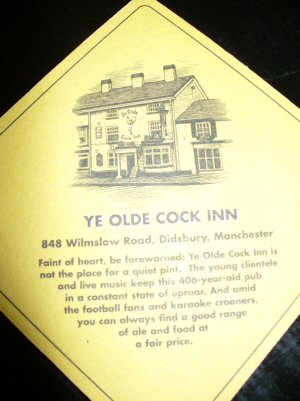 Ye Olde
Cock Inn
YE OLDE COCK INN
848 Wilmslow Road, Didsbury, Manchester
Faint of heart, be forewarned: Ye Olde Cock Inn is
not the place for a quiet pint. The young clientele
and live music keep this 406-year-old pub
in a constant state of uproar. And amid
the football fans and karaoke crooners,
you can always find a good range
of ale and food at
a fair price.